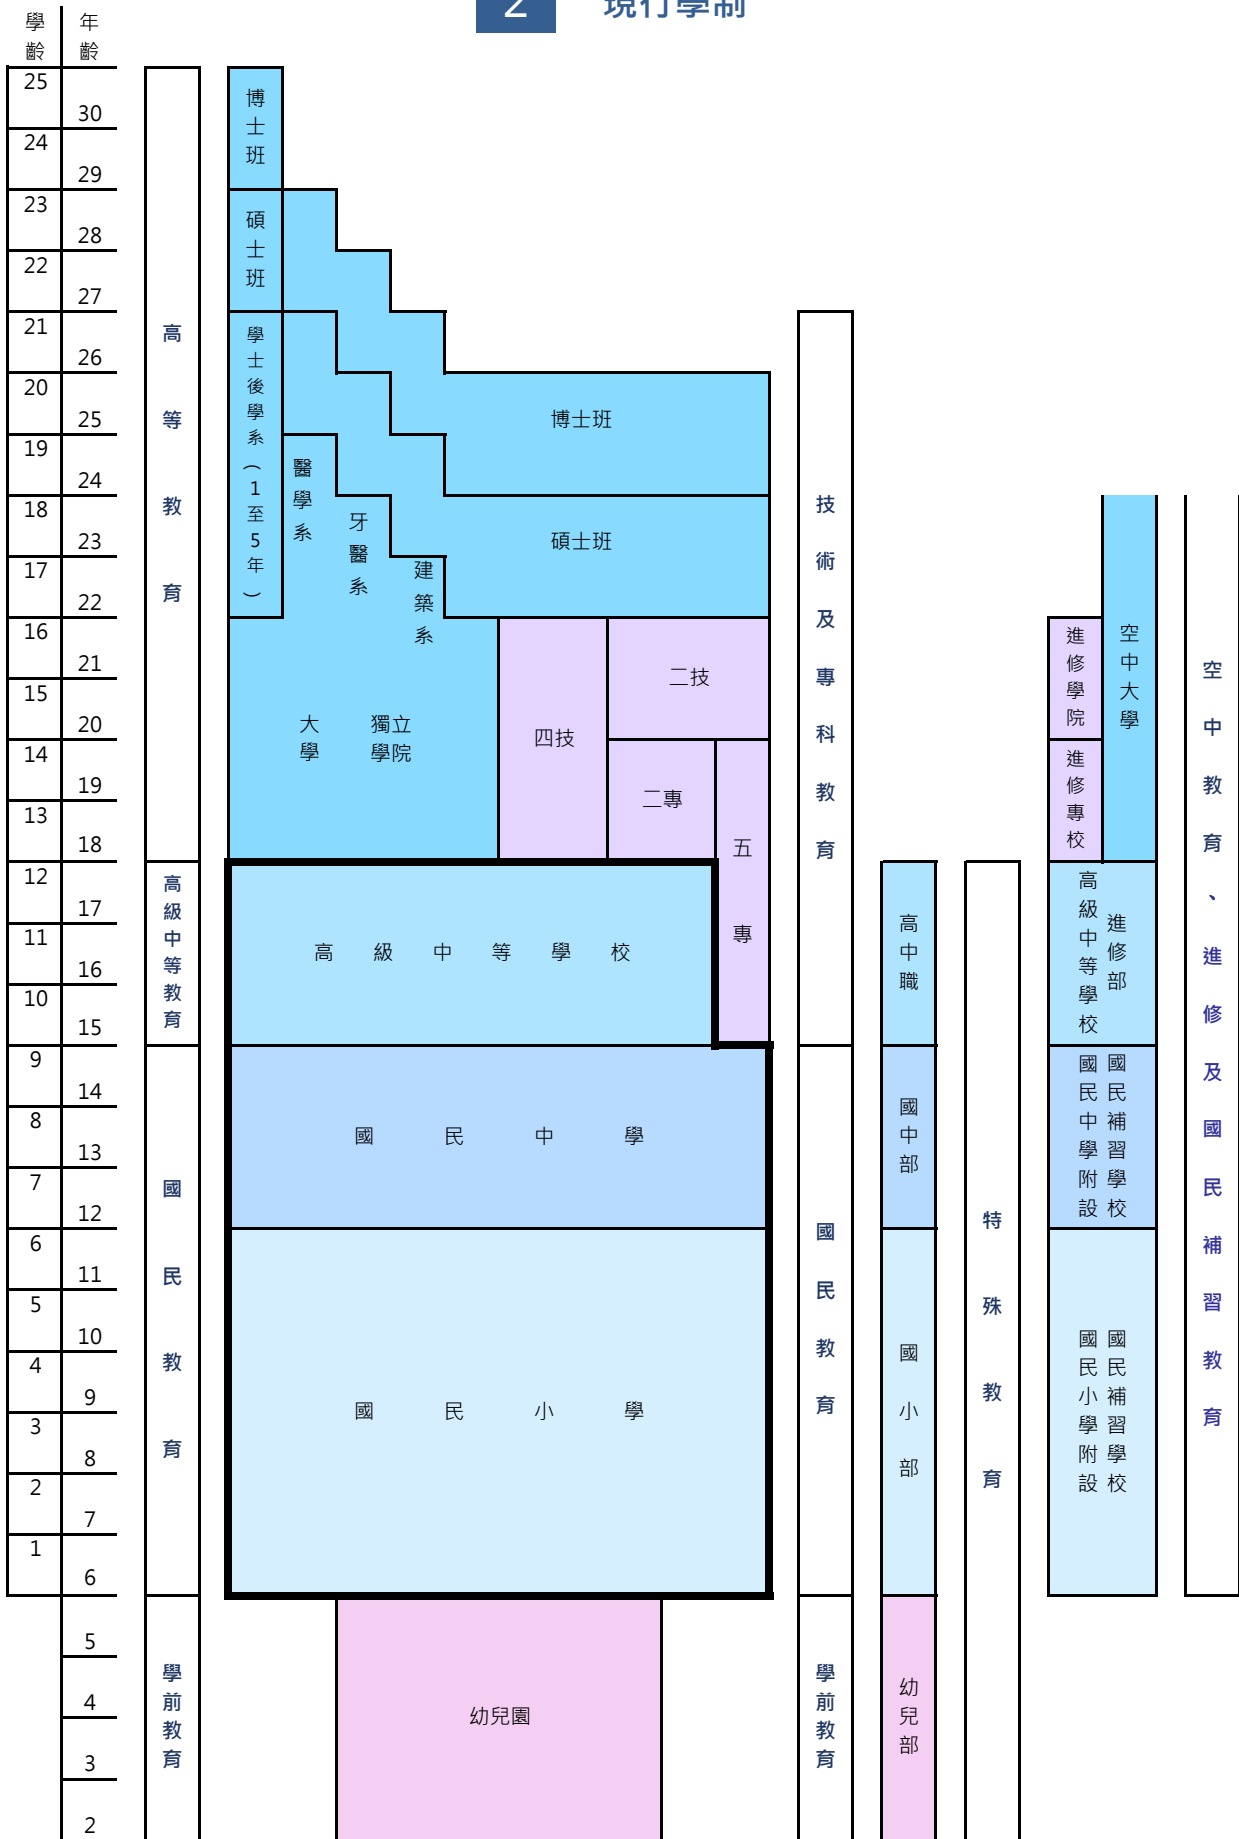 2 現行學制
學齡
年齡
25
30
24
29
23
28
22
27
21
26
20
25
19
24
18
23
17
22
16
21
15
20
14
19
13
18
12
17
11
16
10
15
9
14
8
13
7
12
6
11
5
10
4
9
3
8
2
7
1
6
5
4
3
2
高等教育
高級中等教育
國民教育
學前教育
博士班
碩士班
學士後學系(1至5年)
醫學系
牙醫系
建築系
博士班
碩士班
大學
獨立
學院
四技
二技
二專
五專
高級中等學校
國民中學
國民小學
幼兒園
技術及專科教育
國民教育
學前教育
高中職
國中部
國小部
幼兒部
特殊教育
進修學院
進修專校
空中大學
高級中等學校
進修部
國民中學附設
國民補習學校
國民小學附設
國民補習學校
空中教育、進修及國民補習教育